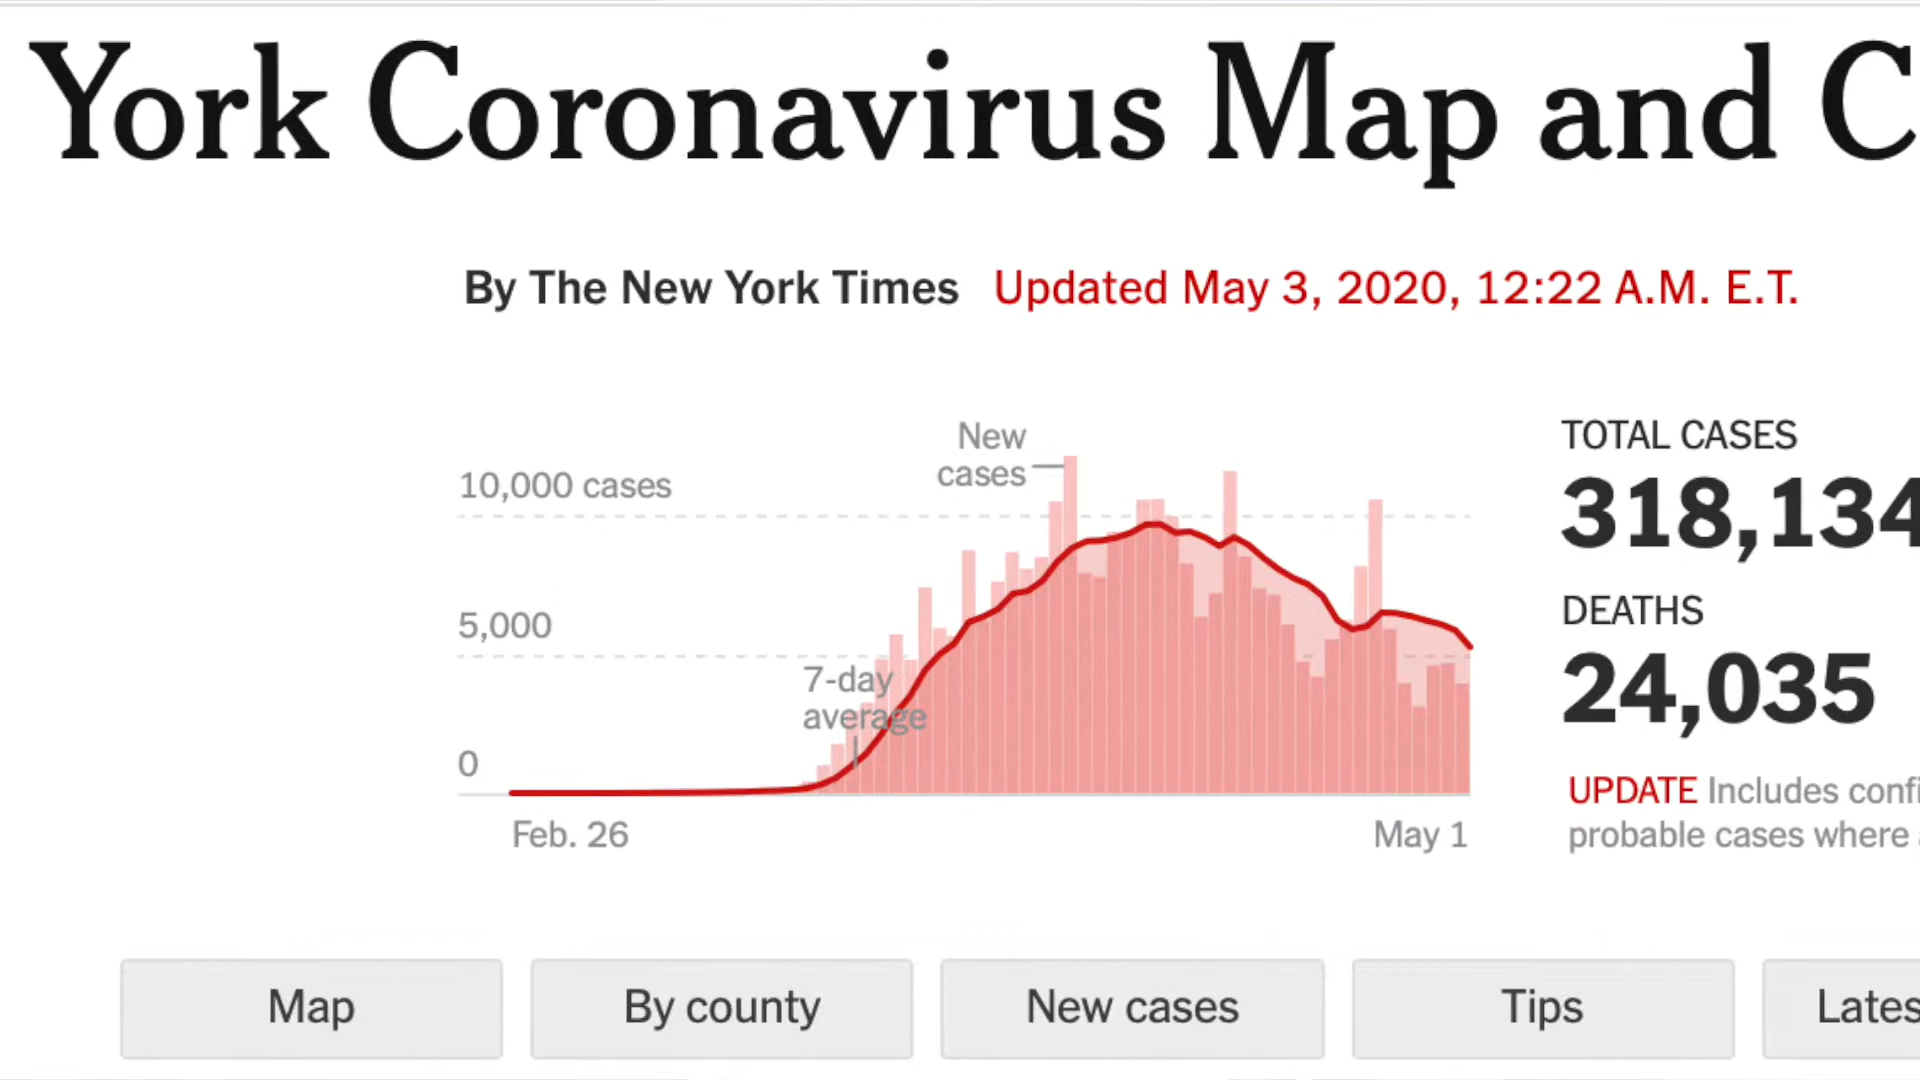 York Coronavirus Map and C
By The New York Times Updated May 3, 2020, 12:22 A.M. E.T.
New
cases
10,000 cases
5,000
7-day
average
0
Feb. 26
May 1
TOTAL CASES
318,134
DEATHS
24,035
UPDATE Includes confi
probable cases where
Map
By county
New cases
Tips
Lates